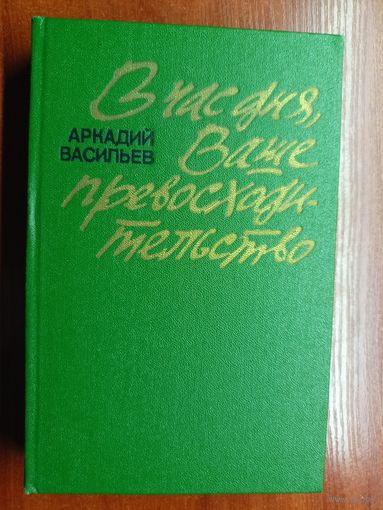 АРКАДИЙ
ВАСИЛЬЕВ
В час дня,
Ваше
превосходи-
тельство